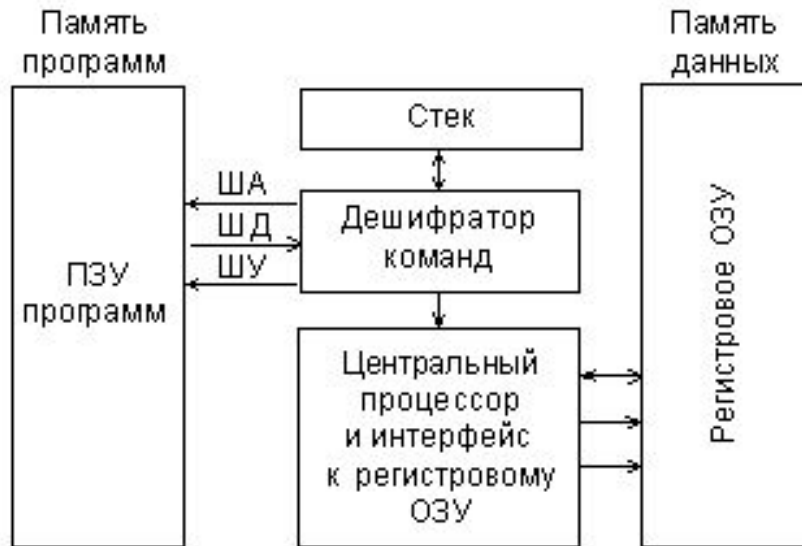 Память
программ
Память
данных
Стек
ША
ШД
ШУ
Дешифратор
команд
ПЗУ
программ
Центральный
процессор
и интерфейс
к регистровому
ОЗУ
Регистровое ОЗУ